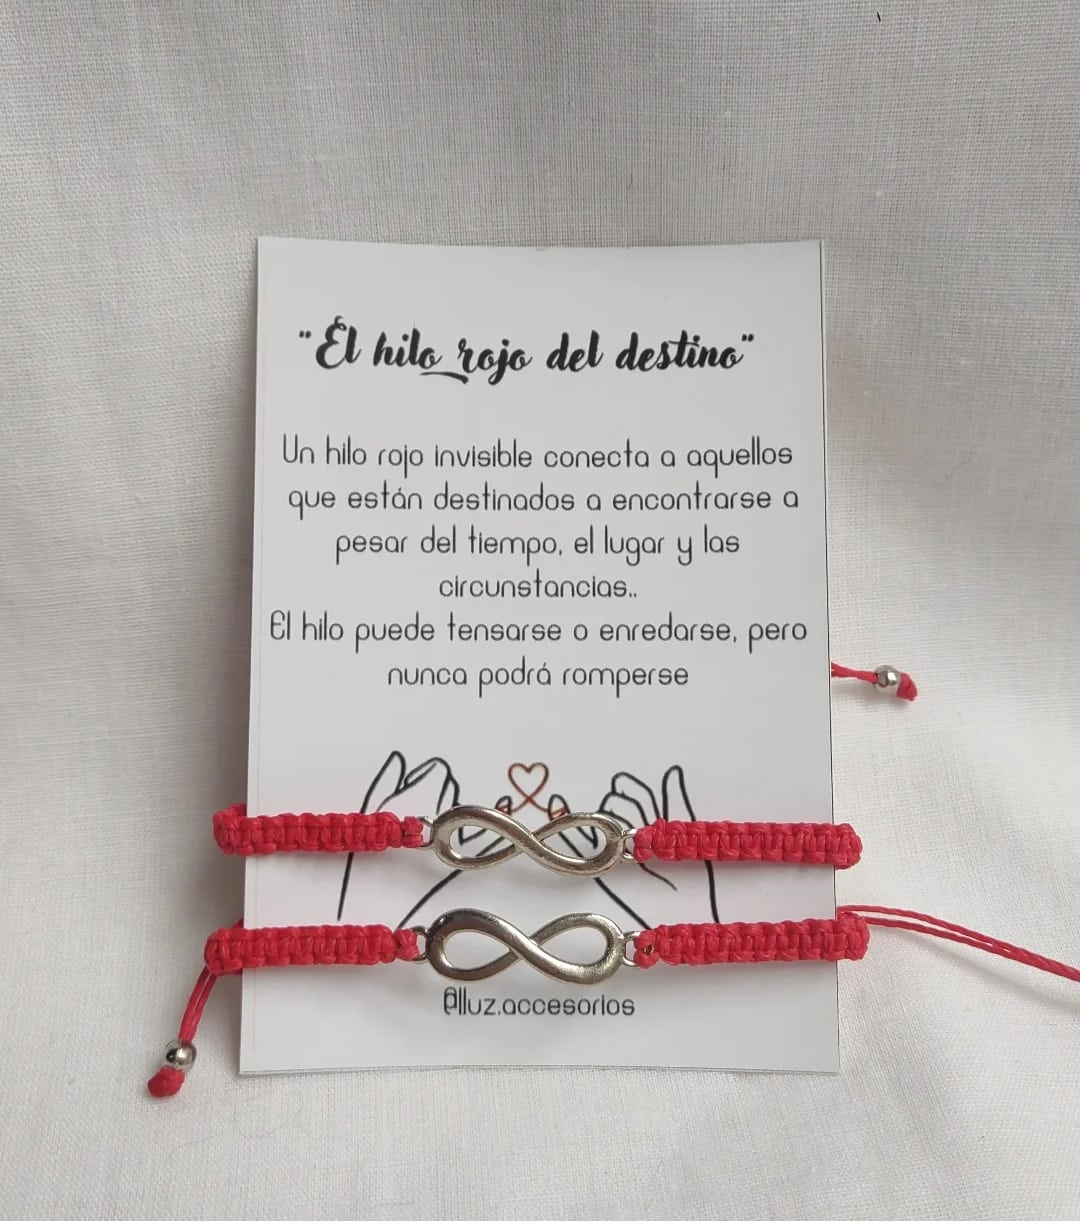 "Él hilo rojo del destino"
Un hilo rojo invisible conecta a aquellos
que están destinados a encontrarse a
pesar del tiempo, el lugar y las
circunstancias..
El hilo puede tensarse o enredarse, pero
nunca podrá romperse
@lluz.accesorios